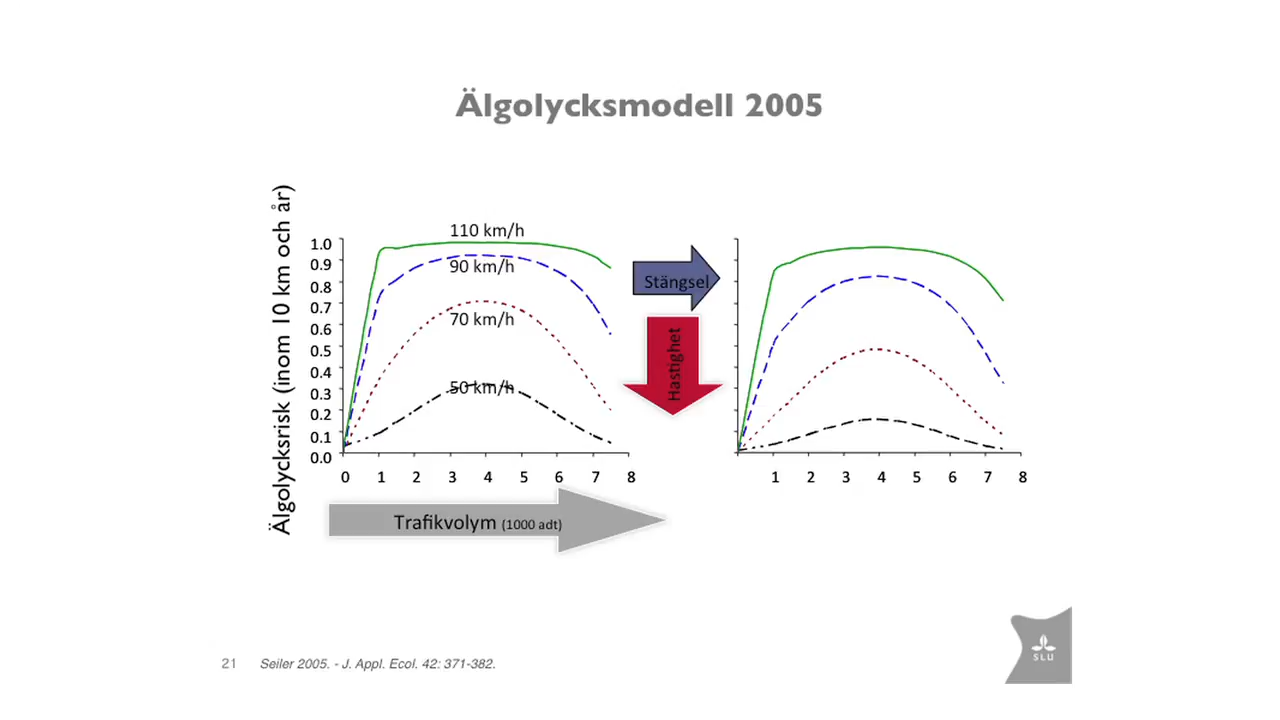 Älgolycksmodell 2005
Älgolycksrisk (inom 10 km och år)
1.0
0.9
0.8
0.7
0.6
0.5
0.4
0.3
0.2
0.1
0.0
110 km/h
90 km/h
70 km/h
50 km/h
0 1 2 3 4 5 6 7 8
Stängsel
Hastighet
1 2 3 4 5 6 7 8
Trafikvolym (1000 adt)
21 Seiler 2005. - J. Appl. Ecol. 42: 371-382.
SLU